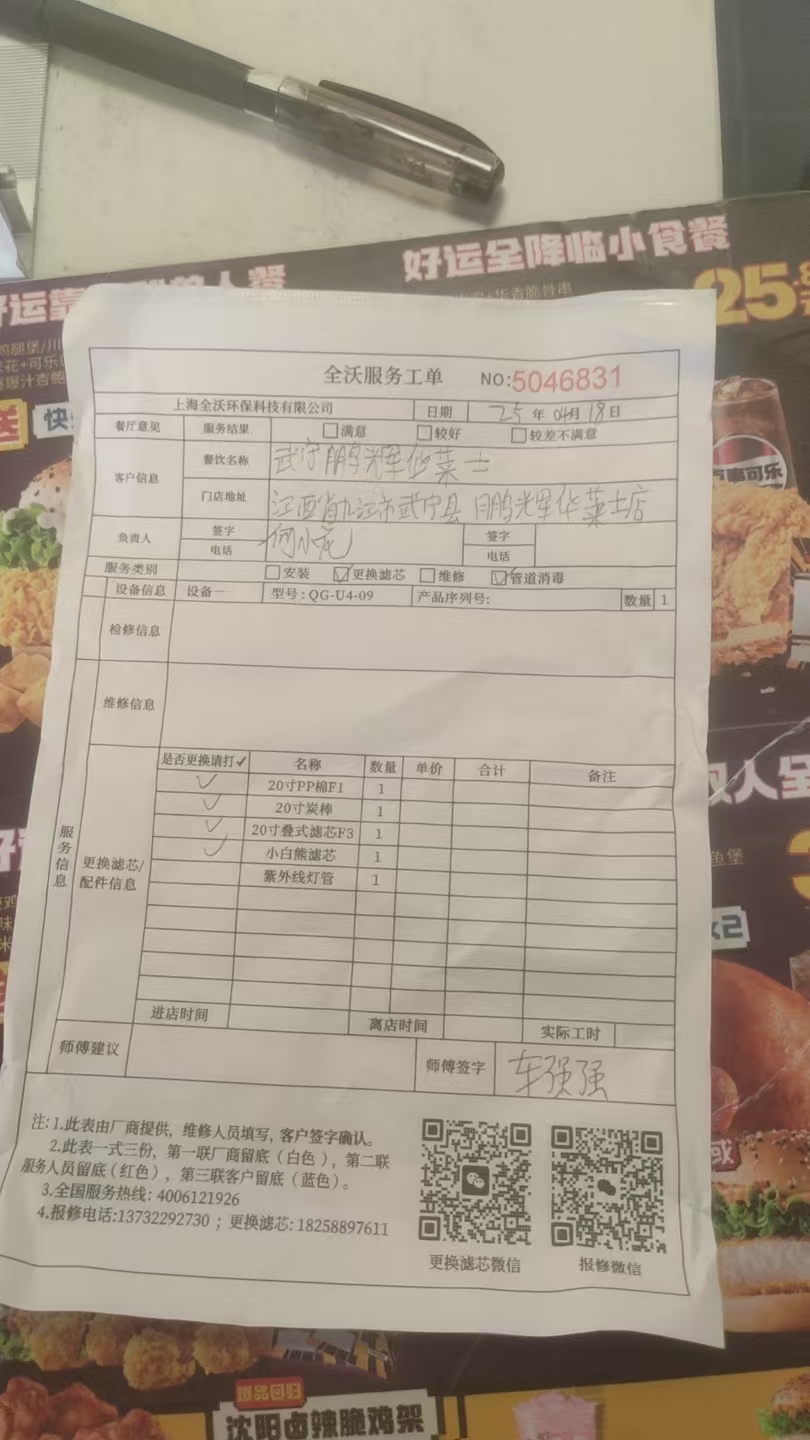 好运全降临小食餐
25
全沃服务工单 NO:5046831
上海全沃环保科技有限公司 日期 25年04月18日
餐厅意见 服务结果 □满意 □较好 □较差不满意
客户信息 餐饮名称 武宁鹏辉华莱士
门店地址 江西省九江市武宁县鹏辉华莱士店
负责人 签字 签字
电话 电话
服务类别 □安装 ☑更换滤芯 □维修 ☑管道消毒
设备信息 设备一 型号:QG-U4-09 产品序列号: 数量 1
检修信息
维修信息
服务信息
更换滤芯/配件信息
是否更换请打✓ 名称 数量 单价 合计 备注
✓ 20寸PP棉F1 1
✓ 20寸炭棒 1
✓ 20寸叠式滤芯F3 1
✓ 小白熊滤芯 1
紫外线灯管 1
进店时间 离店时间 实际工时
师傅建议 师傅签字 车强强
注:1.此表由厂商提供,维修人员填写,客户签字确认。
2.此表一式三份,第一联厂商留底(白色),第二联
服务人员留底(红色),第三联客户留底(蓝色)。
3.全国服务热线:4006121926
4.报修电话:13732292730;更换滤芯:18258897611
更换滤芯微信 报修微信
爆品回归
沈阳卤辣脆鸡架